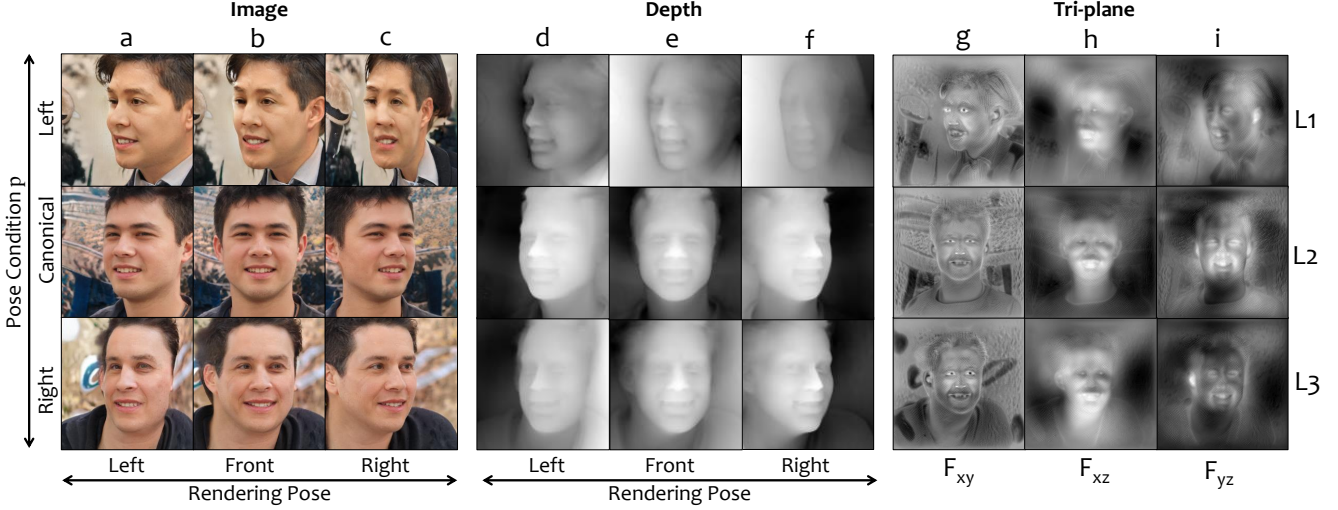 Image Depth Tri-plane
a b c d e f g h i
Left L1
Canonical L2
Right L3
Pose Condition p
Left Front Right Left Front Right Fxy Fxz Fyz
Rendering Pose Rendering Pose